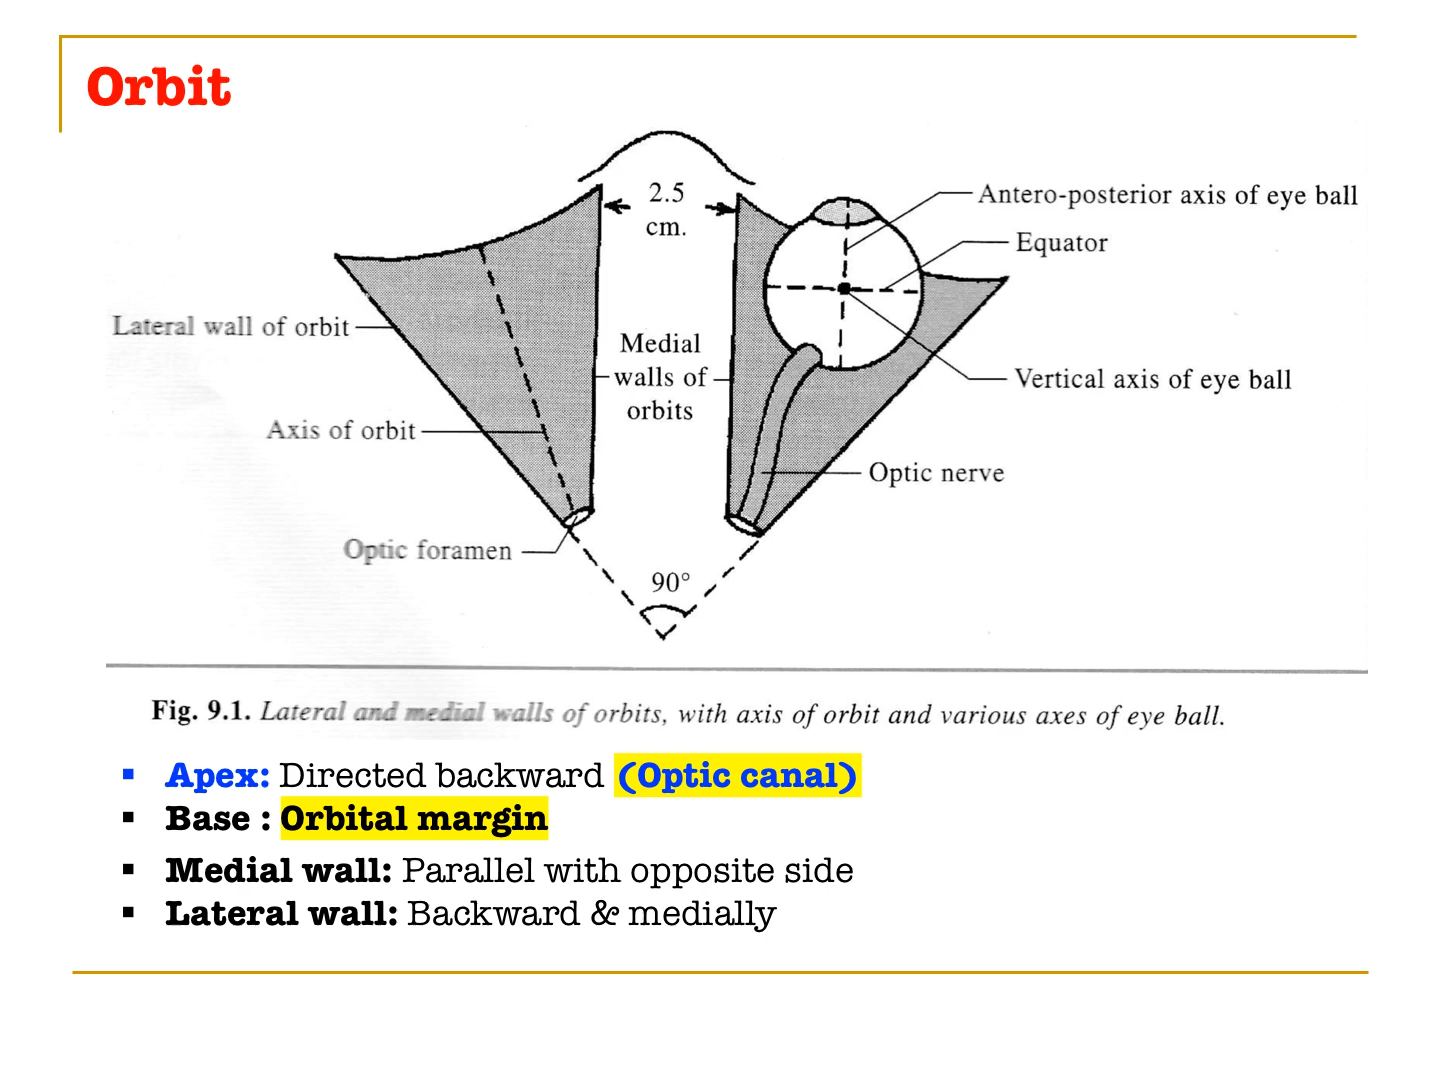 Orbit
2.5
cm.
Antero-posterior axis of eye ball
Equator
Lateral wall of orbit
Medial
walls of
orbits
Vertical axis of eye ball
Axis of orbit
Optic nerve
Optic foramen
90°
Fig. 9.1. Lateral and medial walls of orbits, with axis of orbit and various axes of eye ball.
▪ Apex: Directed backward (Optic canal)
▪ Base : Orbital margin
▪ Medial wall: Parallel with opposite side
▪ Lateral wall: Backward & medially